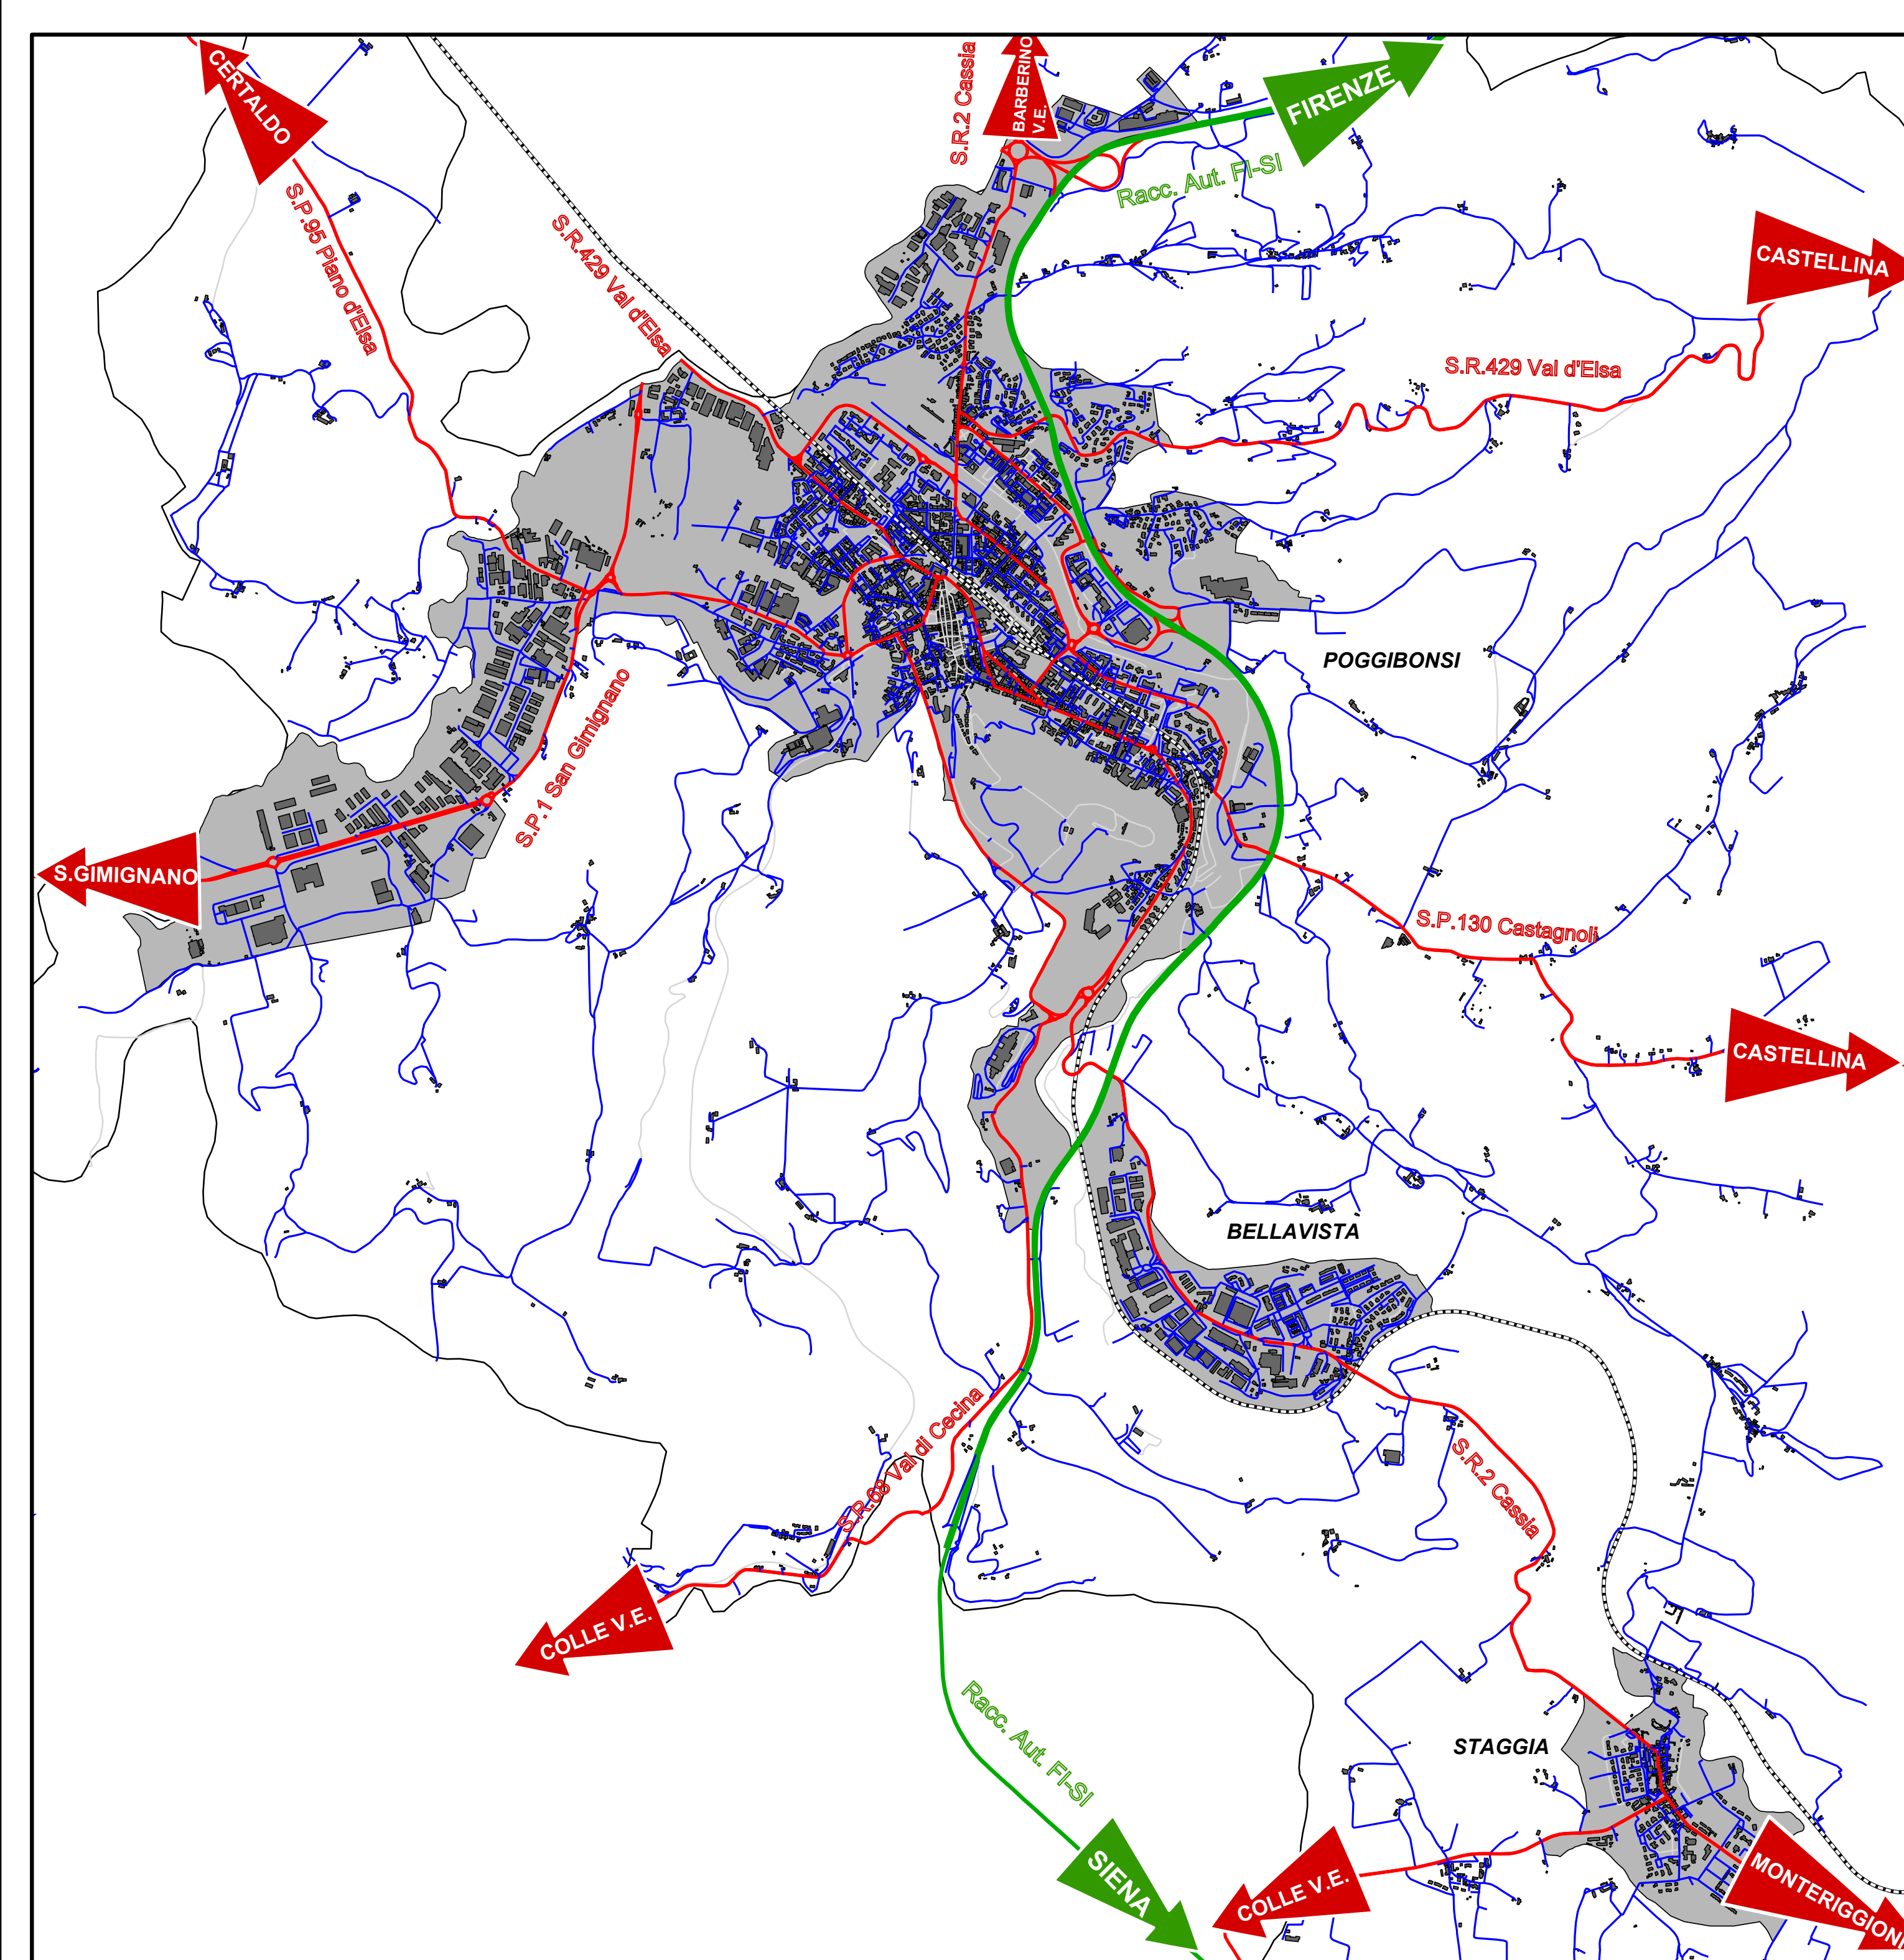 CERTALDO
S.P.95 Piano d'Elsa
S.R.429 Val d'Elsa
S.R.2 Cassia
BARBERINO
V.E.
FIRENZE
Racc. Aut. FI-SI
CASTELLINA
S.R.429 Val d'Elsa
POGGIBONSI
S.P.1 San Gimignano
S.GIMIGNANO
S.P.130 Castagnoli
CASTELLINA
BELLAVISTA
S.R.68 Val di Cecina
S.R.2 Cassia
COLLE V.E.
Racc. Aut. FI-SI
STAGGIA
SIENA
COLLE V.E.
MONTERIGGION